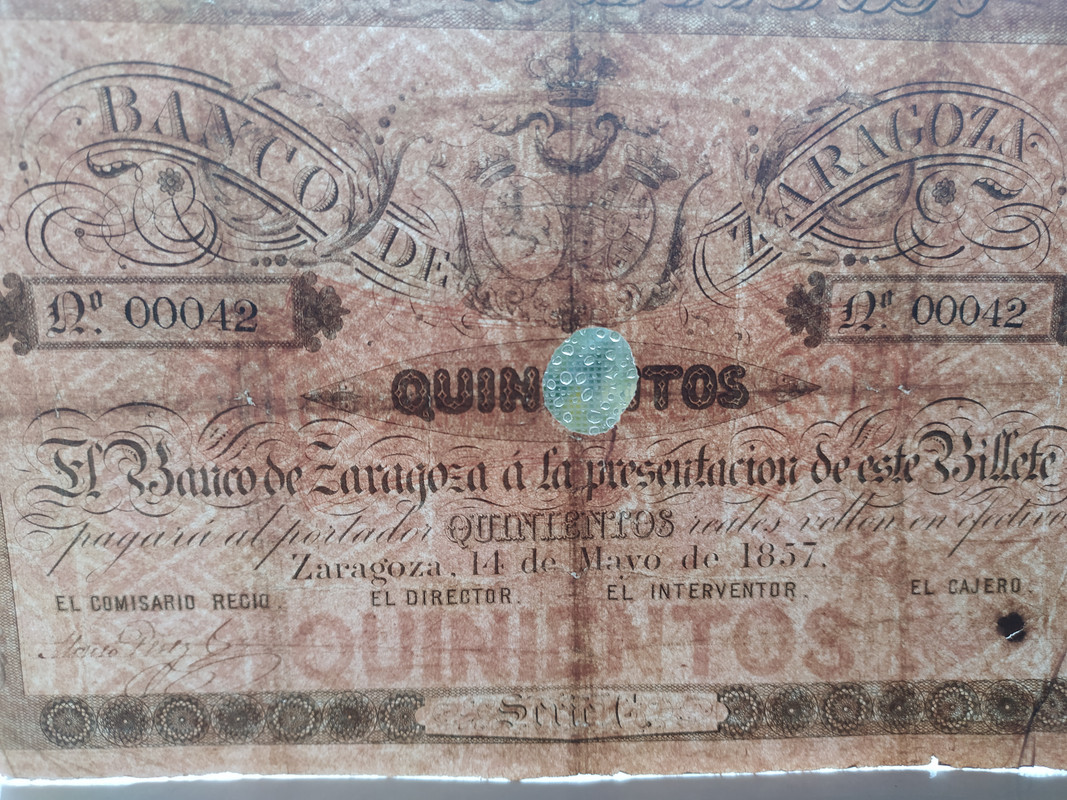 BANCO DE ZARAGOZA
Nº. 00042 Nº. 00042
QUIN TOS
El Banco de Zaragoza á la presentacion de este Billete
pagará al portador QUINIENTOS reales vellon en efectivo
Zaragoza, 14 de Mayo de 1857.
EL COMISARIO REGIO. EL DIRECTOR. EL INTERVENTOR. EL CAJERO.
QUINIENTOS
Serie C.